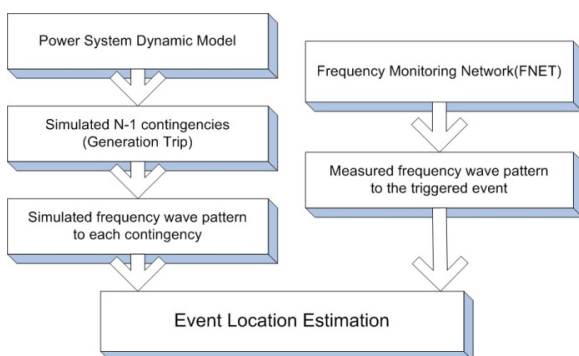 Power System Dynamic Model
Simulated N-1 contingencies
(Generation Trip)
Simulated frequency wave pattern
to each contingency
Frequency Monitoring Network(FNET)
Measured frequency wave pattern
to the triggered event
Event Location Estimation